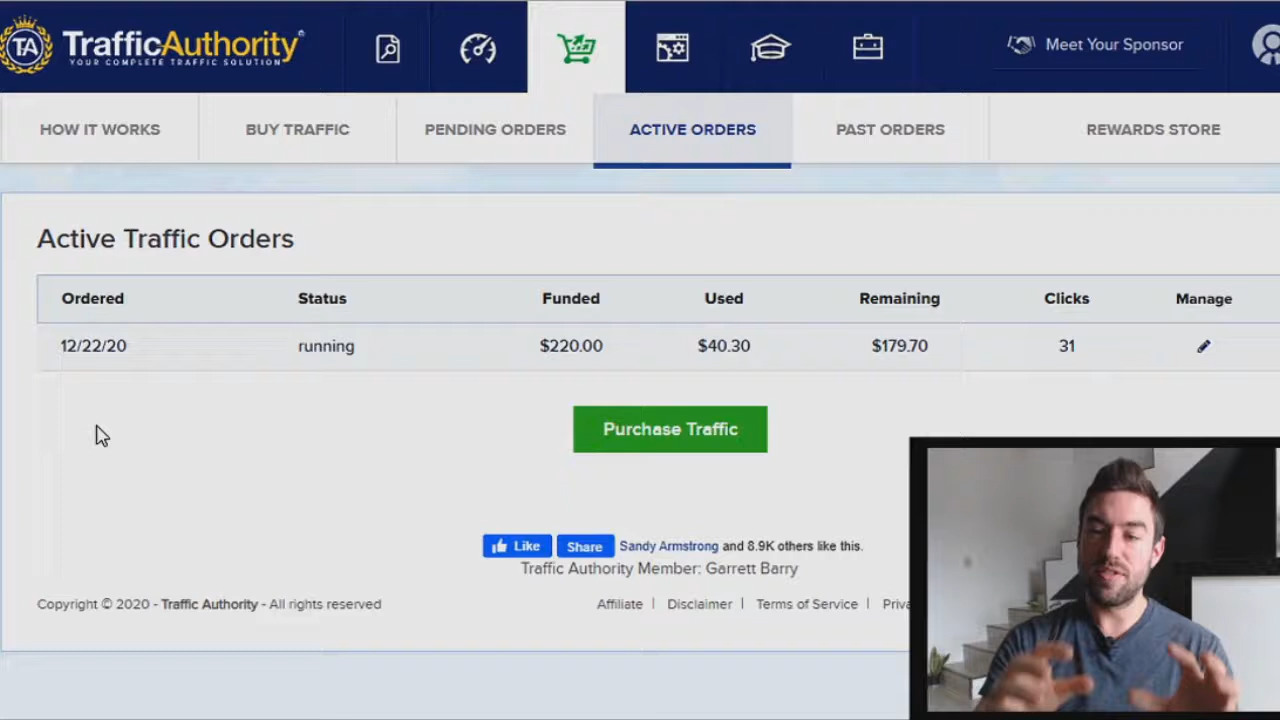 TA TrafficAuthority®
YOUR COMPLETE TRAFFIC SOLUTION
Meet Your Sponsor
HOW IT WORKS BUY TRAFFIC PENDING ORDERS ACTIVE ORDERS PAST ORDERS REWARDS STORE
Active Traffic Orders
Ordered Status Funded Used Remaining Clicks Manage
12/22/20 running $220.00 $40.30 $179.70 31
Purchase Traffic
Like Share Sandy Armstrong and 8.9K others like this.
Traffic Authority Member: Garrett Barry
Copyright © 2020 - Traffic Authority - All rights reserved Affiliate | Disclaimer | Terms of Service |